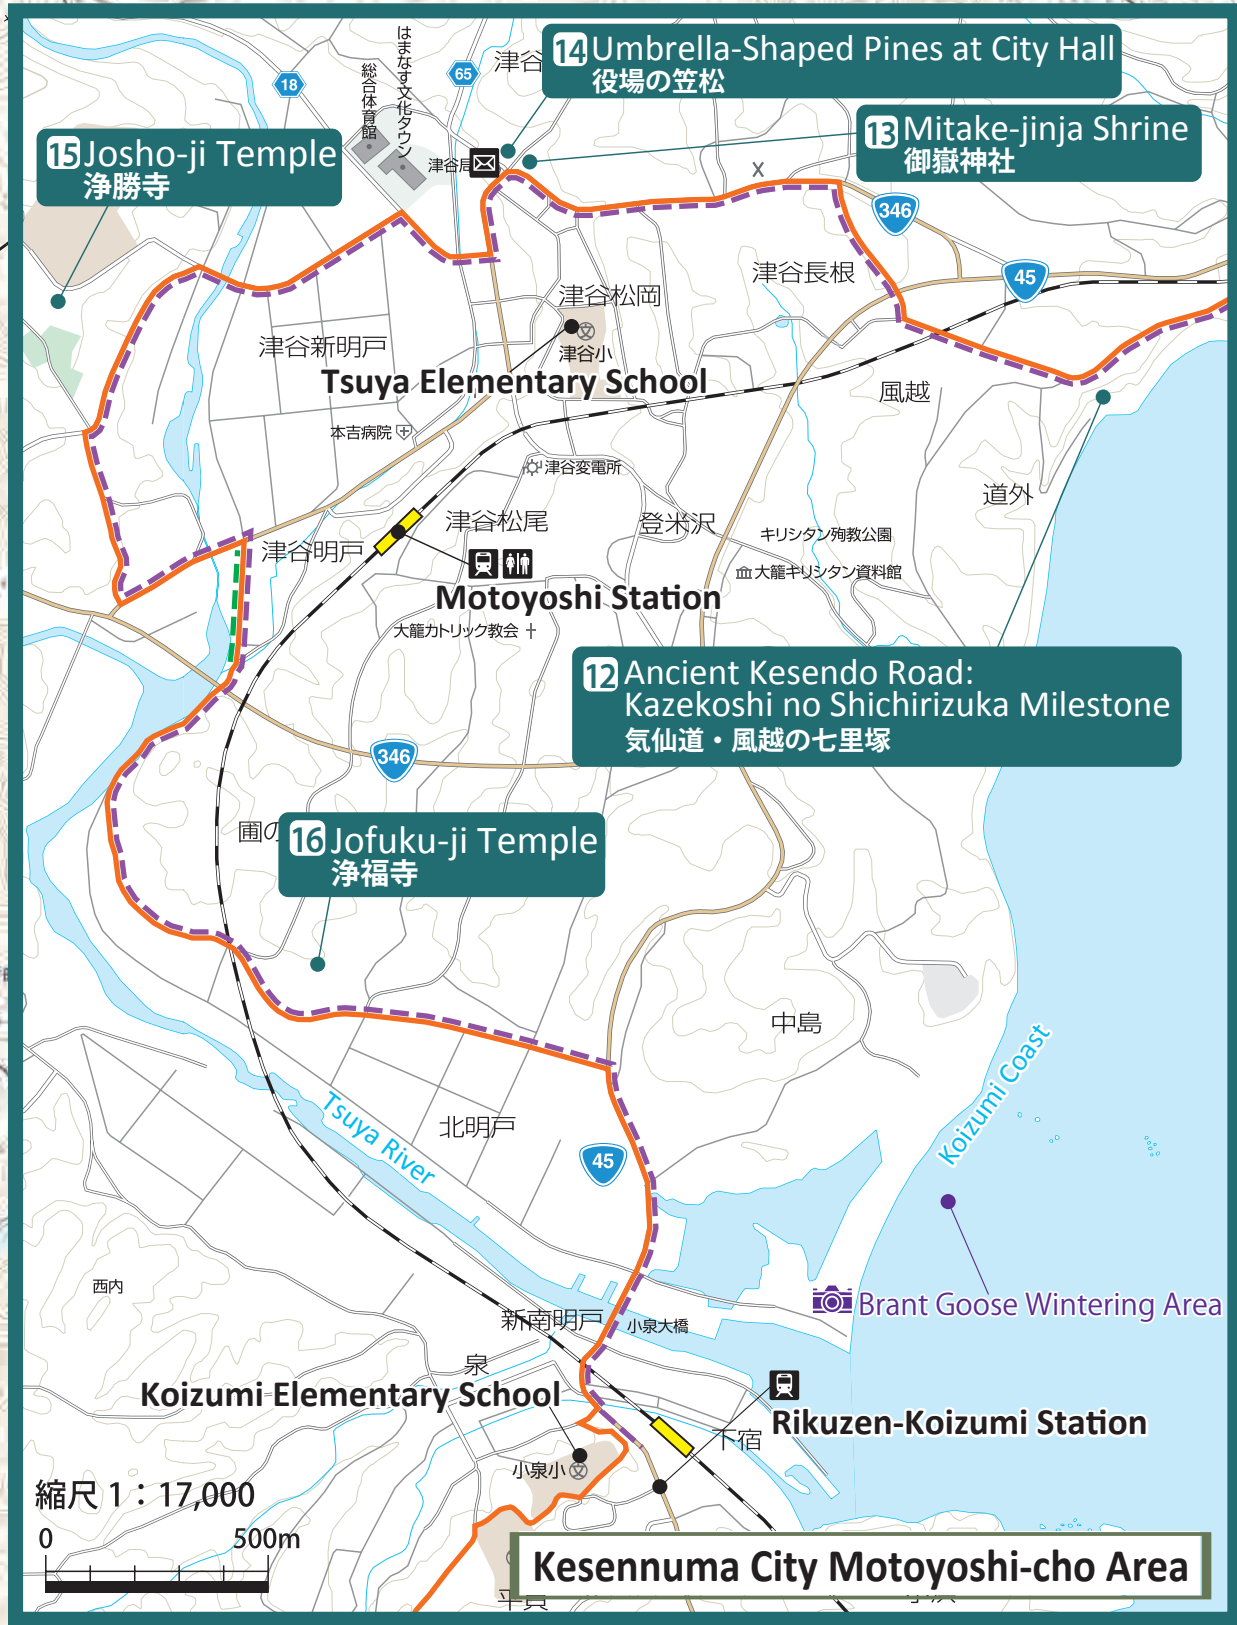 はまなす文化タウン
総合体育館
18
65
津谷
14 Umbrella-Shaped Pines at City Hall
役場の笠松
13 Mitake-jinja Shrine
御嶽神社
15 Josho-ji Temple
浄勝寺
津谷局
346
45
津谷長根
津谷松岡
津谷小
津谷新明戸
Tsuya Elementary School
風越
本吉病院
津谷変電所
道外
津谷松尾
登米沢
キリシタン殉教公園
津谷明戸
大籠キリシタン資料館
Motoyoshi Station
大籠カトリック教会
12 Ancient Kesendo Road:
Kazekoshi no Shichirizuka Milestone
気仙道・風越の七里塚
346
圃の
16 Jofuku-ji Temple
浄福寺
中島
Koizumi Coast
Tsuya River
北明戸
45
西内
Brant Goose Wintering Area
新南明戸
小泉大橋
泉
Koizumi Elementary School
Rikuzen-Koizumi Station
下宿
小泉小
縮尺 1：17,000
0 500m
Kesennuma City Motoyoshi-cho Area